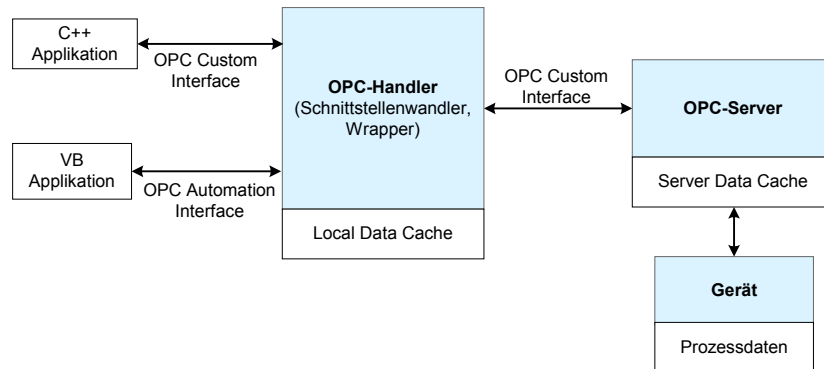 C++
Applikation
OPC Custom
Interface
VB
Applikation
OPC Automation
Interface
OPC-Handler
(Schnittstellenwandler,
Wrapper)
Local Data Cache
OPC Custom
Interface
OPC-Server
Server Data Cache
Gerät
Prozessdaten